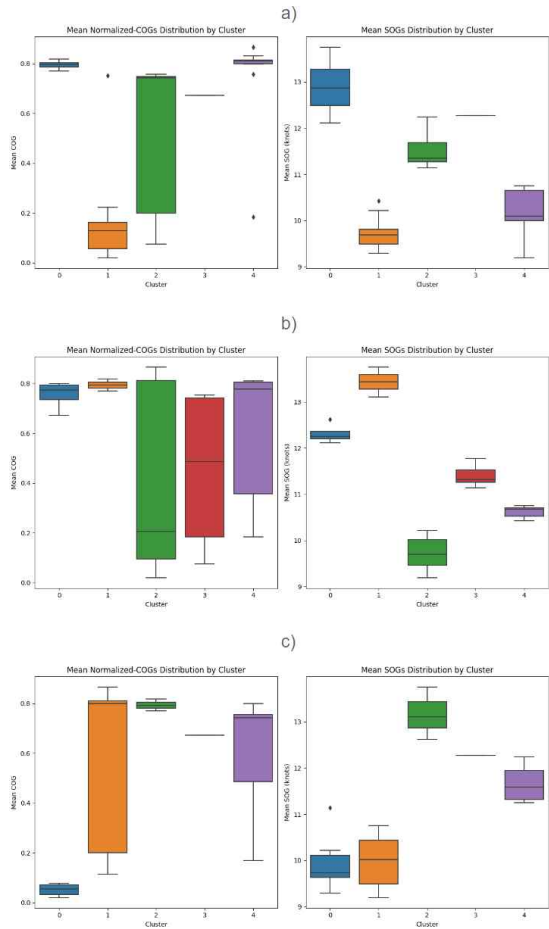 a)
Mean Normalized-COGs Distribution by Cluster
Mean COG
0.8
0.6
0.4
0.2
0.0
0 1 2 3 4
Cluster
Mean SOGs Distribution by Cluster
Mean SOG (knots)
13
12
11
10
9
0 1 2 3 4
Cluster
b)
Mean Normalized-COGs Distribution by Cluster
Mean COG
0.8
0.6
0.4
0.2
0.0
0 1 2 3 4
Cluster
Mean SOGs Distribution by Cluster
Mean SOG (knots)
13
12
11
10
9
0 1 2 3 4
Cluster
c)
Mean Normalized-COGs Distribution by Cluster
Mean COG
0.8
0.6
0.4
0.2
0.0
0 1 2 3 4
Cluster
Mean SOGs Distribution by Cluster
Mean SOG (knots)
13
12
11
10
9
0 1 2 3 4
Cluster